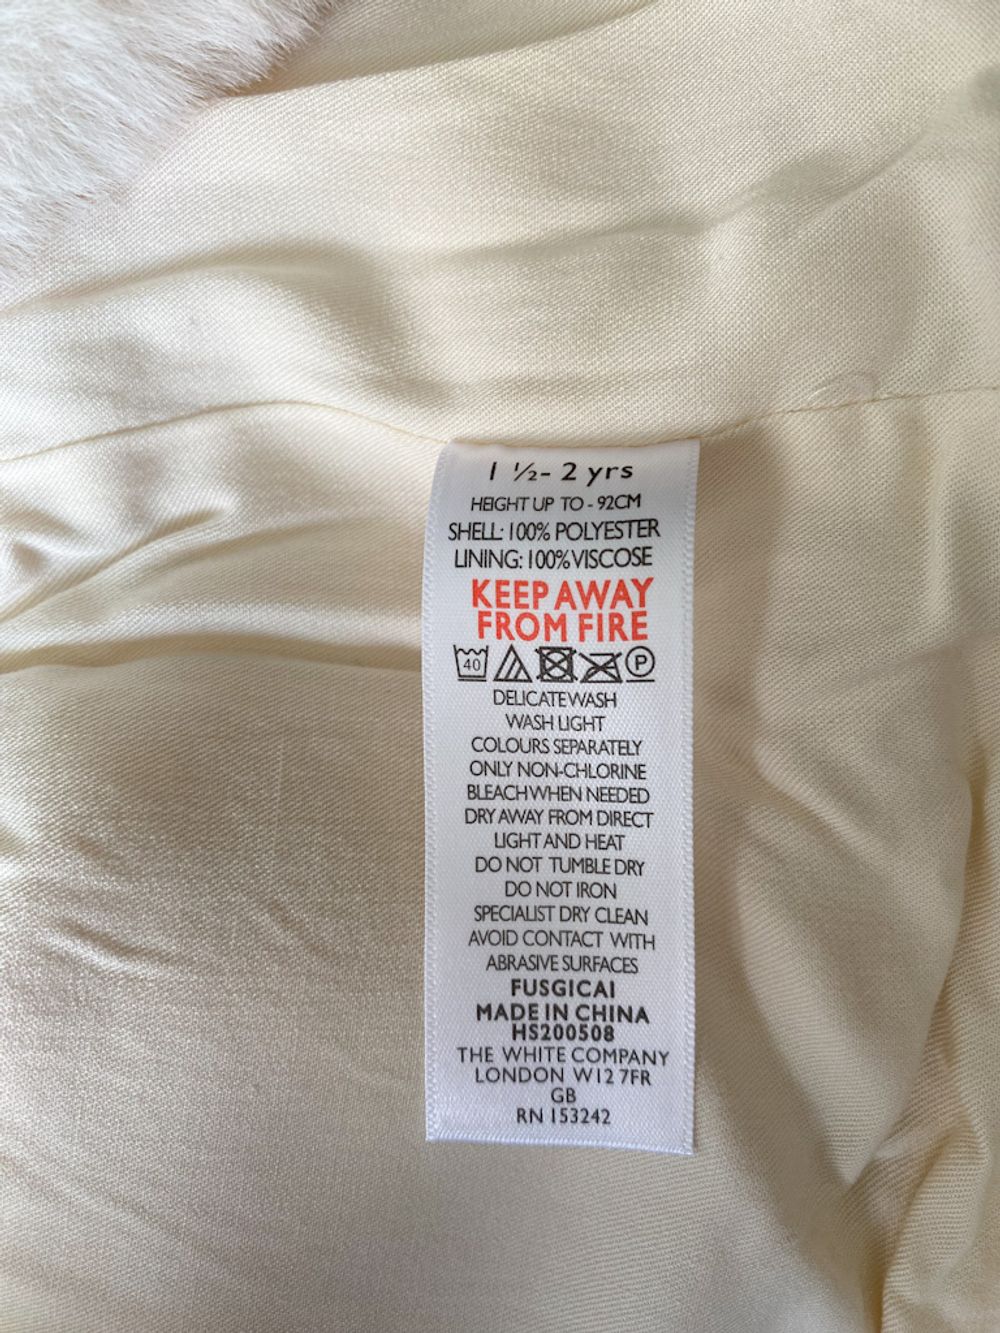 1 ½ - 2 yrs
HEIGHT UP TO - 92CM
SHELL: 100% POLYESTER
LINING: 100% VISCOSE
KEEP AWAY
FROM FIRE
40 P
DELICATE WASH
WASH LIGHT
COLOURS SEPARATELY
ONLY NON-CHLORINE
BLEACH WHEN NEEDED
DRY AWAY FROM DIRECT
LIGHT AND HEAT
DO NOT TUMBLE DRY
DO NOT IRON
SPECIALIST DRY CLEAN
AVOID CONTACT WITH
ABRASIVE SURFACES
FUSGICAI
MADE IN CHINA
HS200508
THE WHITE COMPANY
LONDON W12 7FR
GB
RN 153242